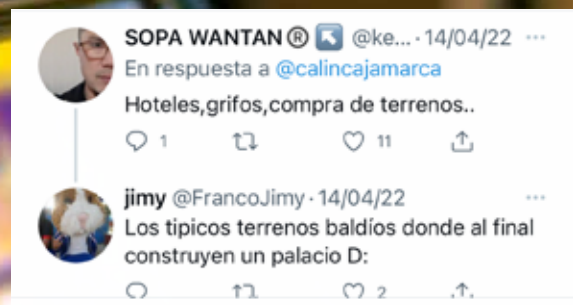 SOPA WANTAN® @ke... · 14/04/22 ...
En respuesta a @calincajamarca
Hoteles,grifos,compra de terrenos..
1 11
jimy @FrancoJimy · 14/04/22 ...
Los tipicos terrenos baldíos donde al final
construyen un palacio D:
2